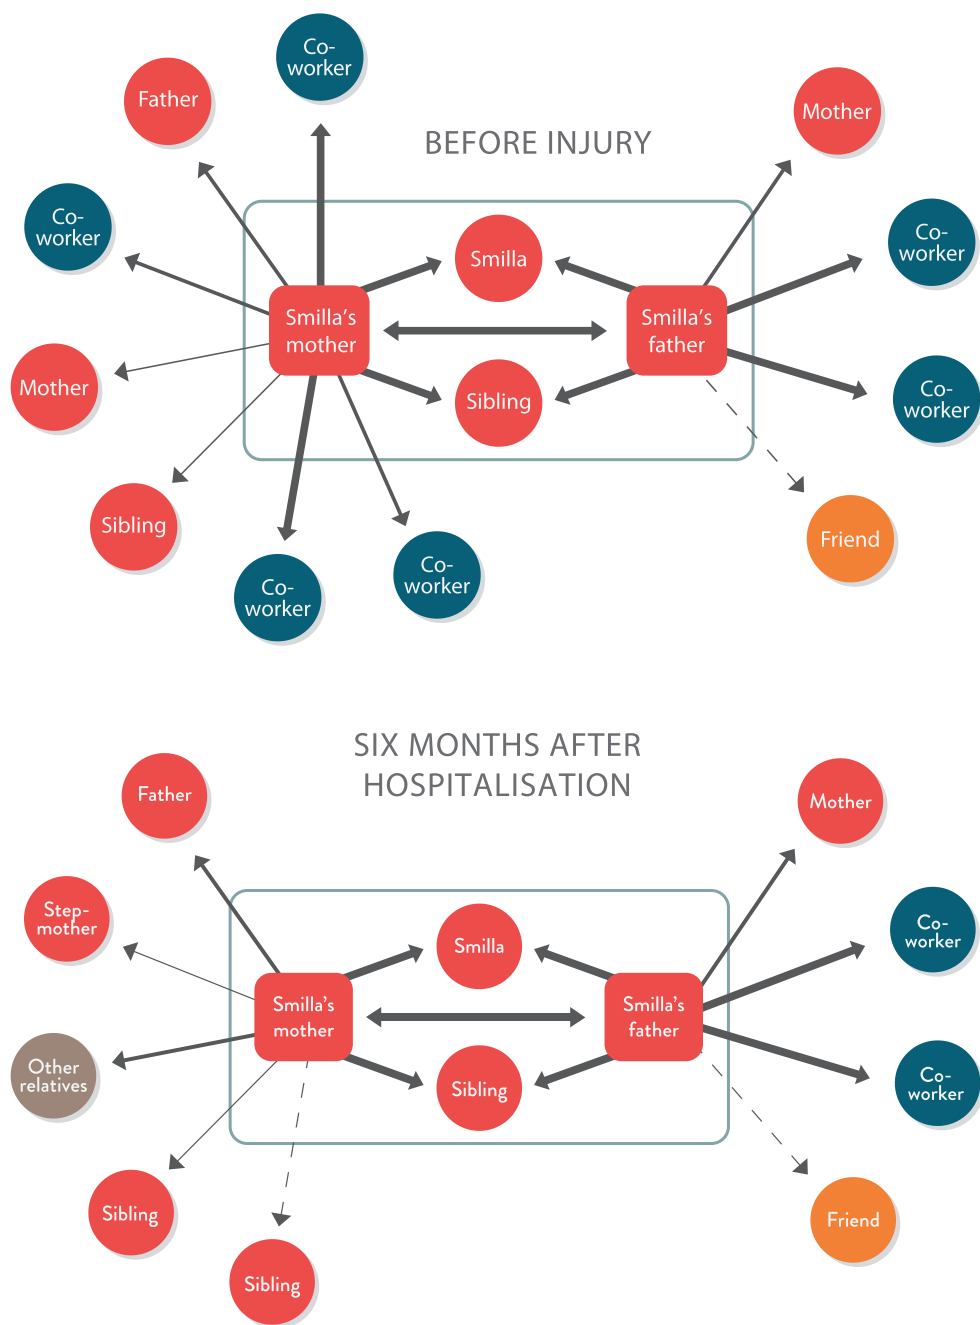 Co-
worker
Father
Mother
BEFORE INJURY
Co-
worker
Co-
worker
Smilla
Smilla's
mother
Smilla's
father
Mother
Sibling
Co-
worker
Sibling
Friend
Co-
worker
Co-
worker
SIX MONTHS AFTER
HOSPITALISATION
Father
Mother
Step-
mother
Smilla
Co-
worker
Smilla's
mother
Smilla's
father
Other
relatives
Sibling
Co-
worker
Sibling
Friend
Sibling